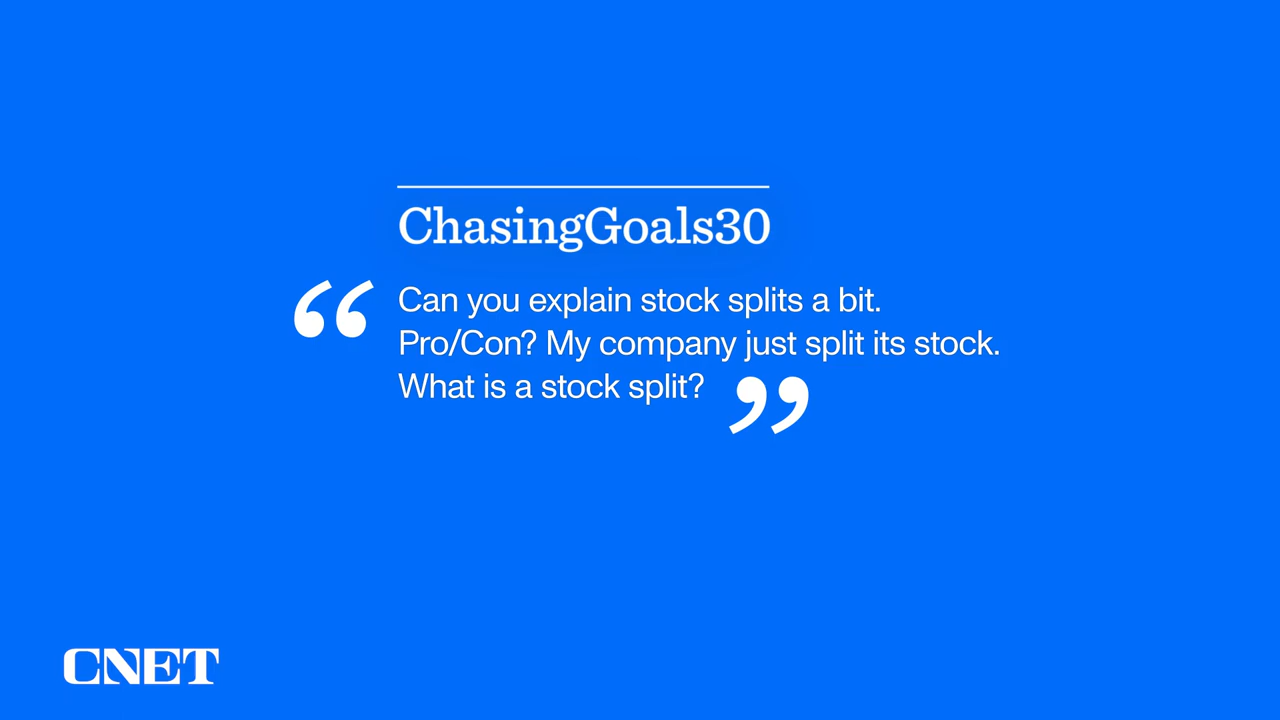 ChasingGoals30
“Can you explain stock splits a bit.
Pro/Con? My company just split its stock.
What is a stock split?”
CNET